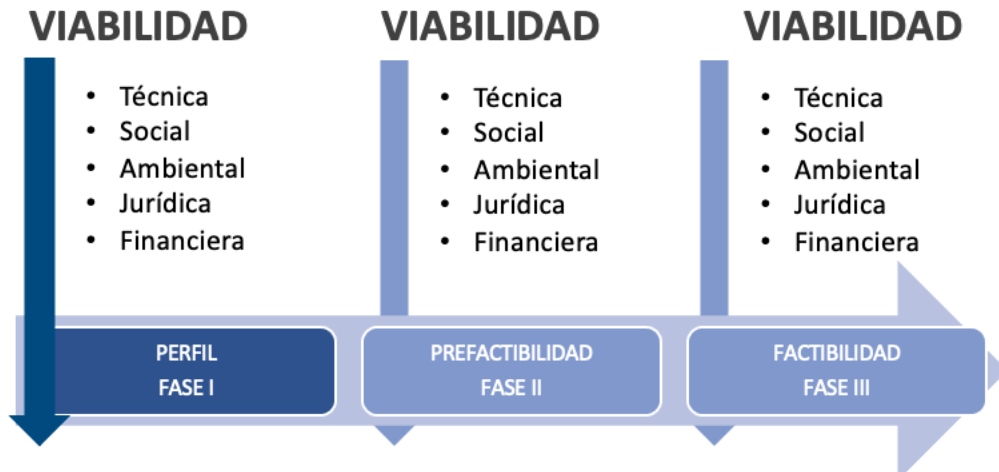 VIABILIDAD
• Técnica
• Social
• Ambiental
• Jurídica
• Financiera
VIABILIDAD
• Técnica
• Social
• Ambiental
• Jurídica
• Financiera
VIABILIDAD
• Técnica
• Social
• Ambiental
• Jurídica
• Financiera
PERFIL
FASE I
PREFACTIBILIDAD
FASE II
FACTIBILIDAD
FASE III